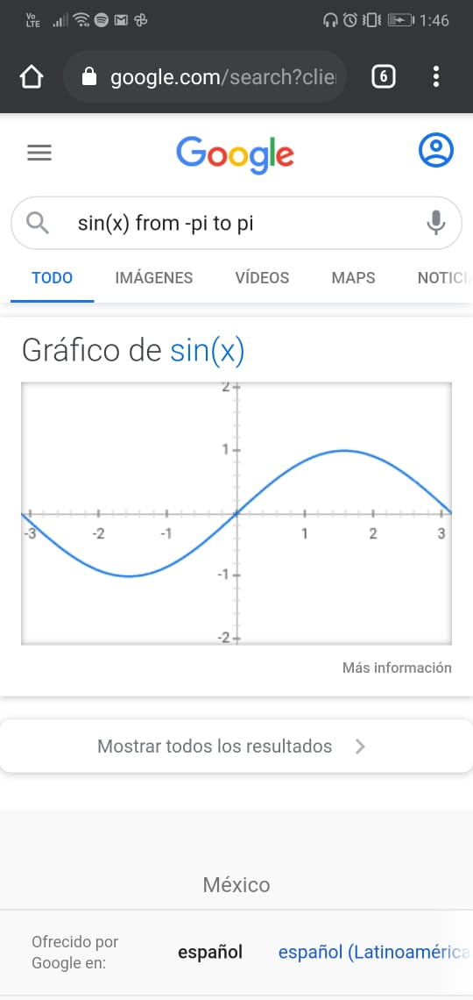 Vo
LTE
1:46
google.com/search?clie
6
Google
sin(x) from -pi to pi
TODO IMÁGENES VÍDEOS MAPS NOTICI
Gráfico de sin(x)
2
1
-3 -2 -1 1 2 3
-1
-2
Más información
Mostrar todos los resultados
México
Ofrecido por
Google en:
español español (Latinoamérica